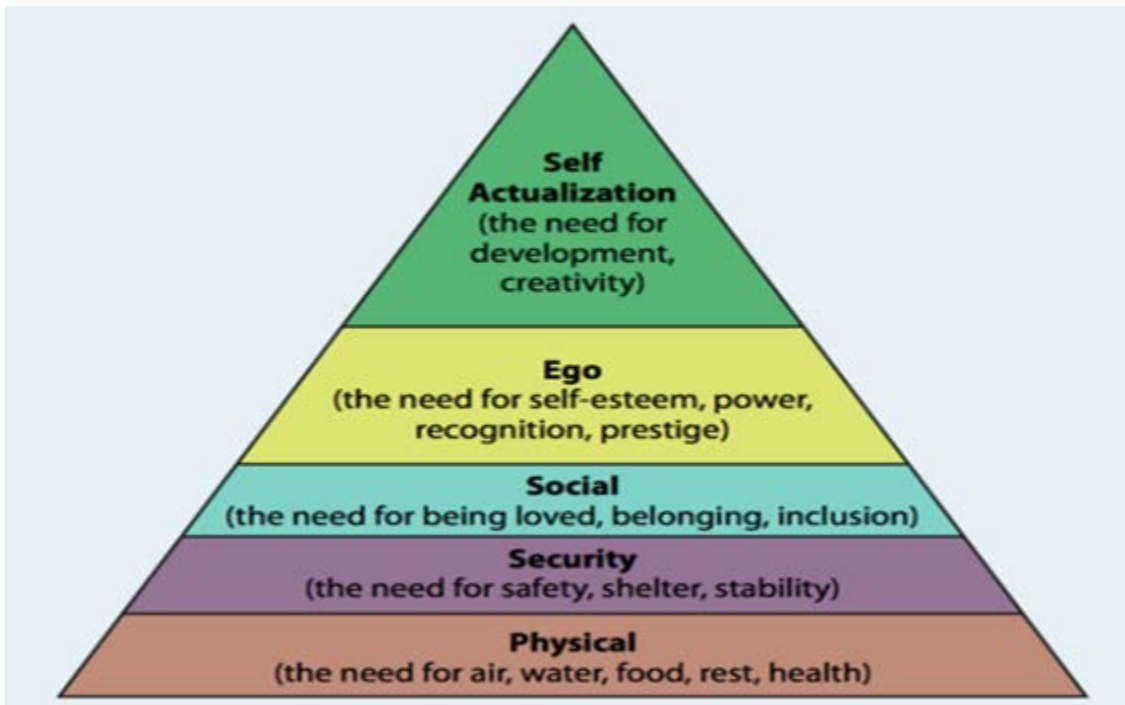 Self
Actualization
(the need for
development,
creativity)
Ego
(the need for self-esteem, power,
recognition, prestige)
Social
(the need for being loved, belonging, inclusion)
Security
(the need for safety, shelter, stability)
Physical
(the need for air, water, food, rest, health)